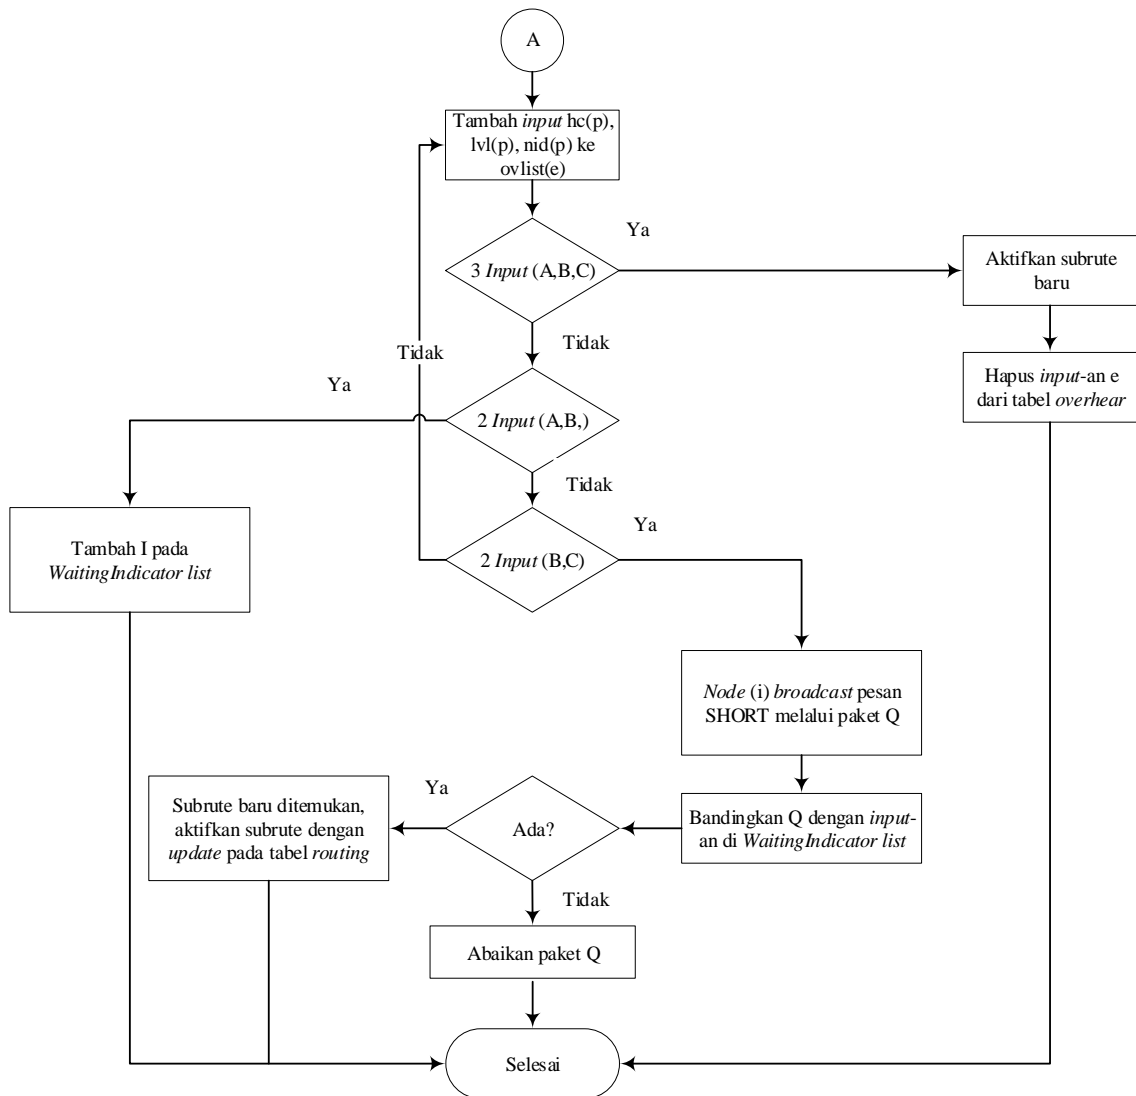 A
Tambah input hc(p),
lvl(p), nid(p) ke
ovlist(e)
Ya
3 Input (A,B,C)
Aktifkan subrute
baru
Tidak
Tidak
Hapus input-an e
dari tabel overhear
Ya
2 Input (A,B,)
Tidak
Ya
Tambah I pada
WaitingIndicator list
2 Input (B,C)
Node (i) broadcast pesan
SHORT melalui paket Q
Ya
Subrute baru ditemukan,
aktifkan subrute dengan
update pada tabel routing
Ada?
Bandingkan Q dengan input-
an di WaitingIndicator list
Tidak
Abaikan paket Q
Selesai